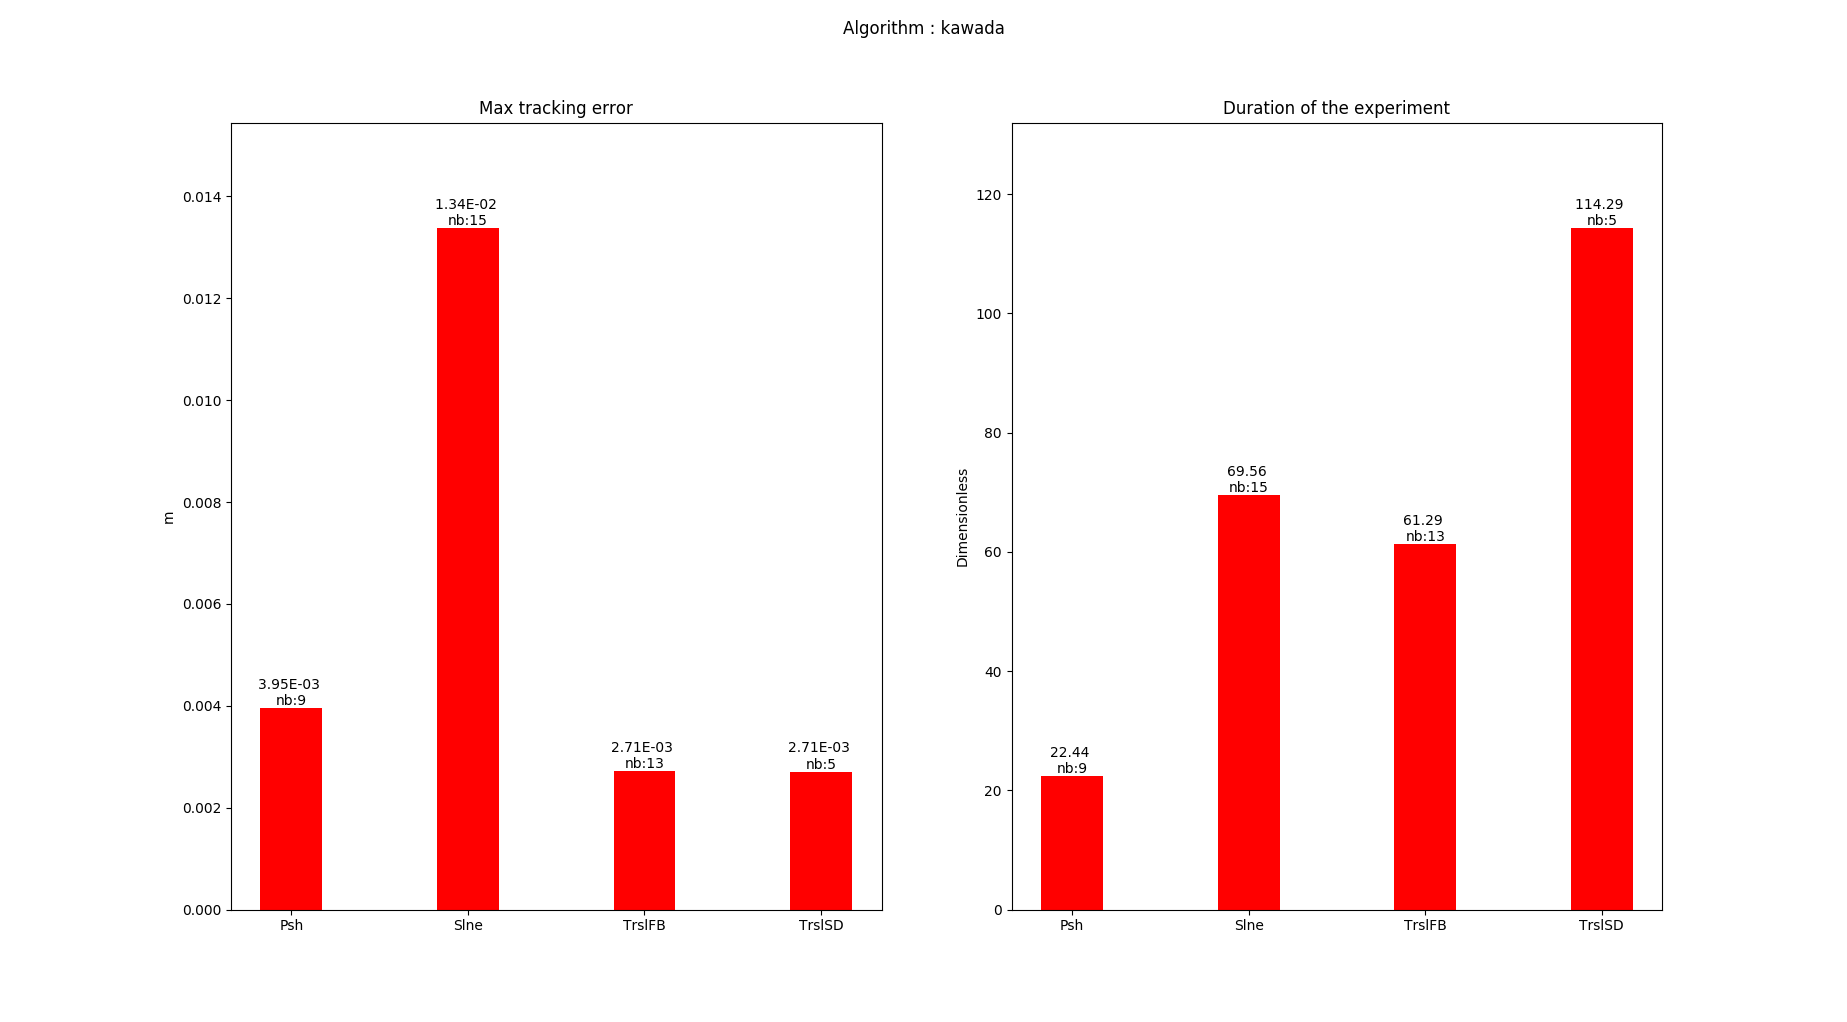 Algorithm : kawada
Max tracking error
0.014
0.012
0.010
0.008
0.006
0.004
0.002
0.000
m
3.95E-03
nb:9
1.34E-02
nb:15
2.71E-03
nb:13
2.71E-03
nb:5
Psh
Slne
TrslFB
TrslSD
Duration of the experiment
120
100
80
60
40
20
0
Dimensionless
22.44
nb:9
69.56
nb:15
61.29
nb:13
114.29
nb:5
Psh
Slne
TrslFB
TrslSD